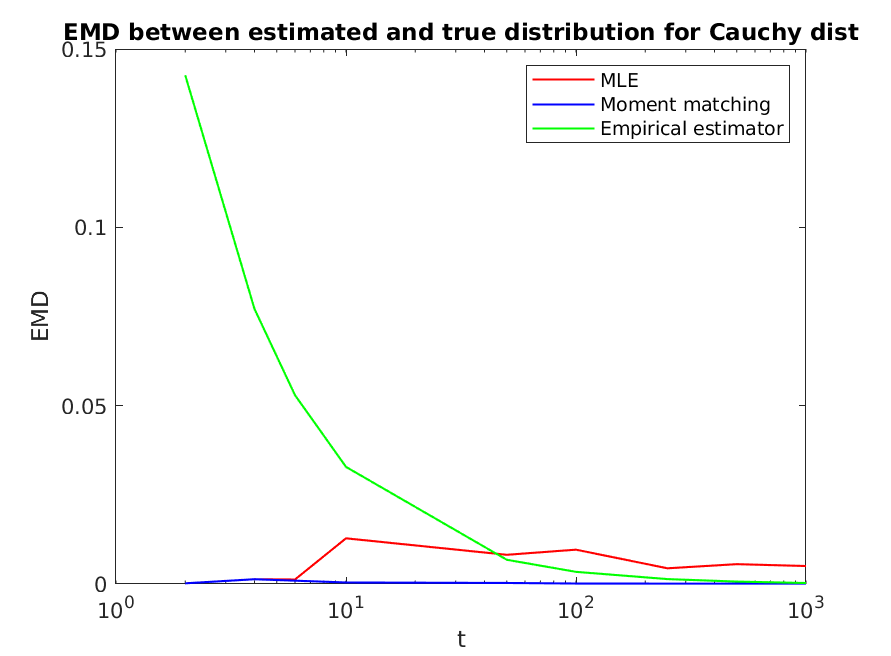 EMD between estimated and true distribution for Cauchy dist
0.15
MLE
Moment matching
Empirical estimator
0.1
EMD
0.05
0
10^0 10^1 10^2 10^3
t